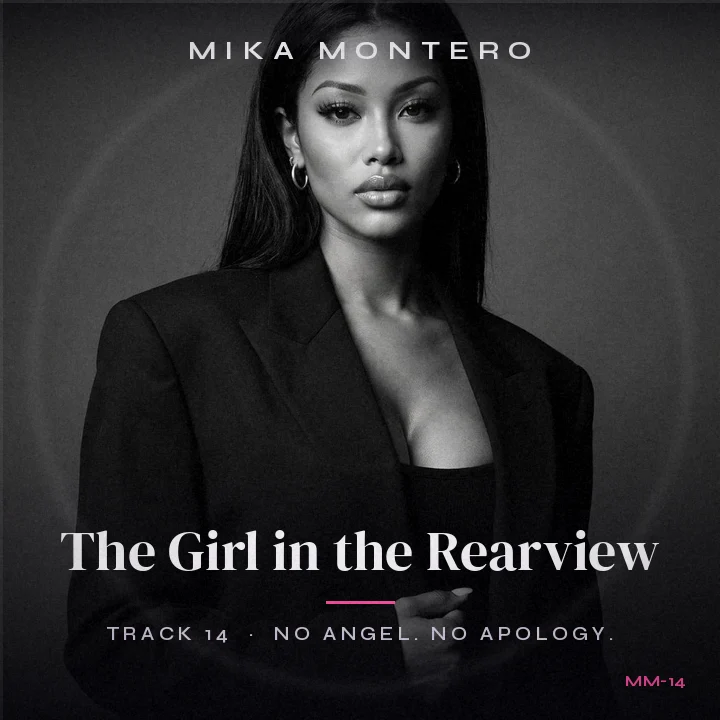 MIKA MONTERO
The Girl in the Rearview
TRACK 14 · NO ANGEL. NO APOLOGY.
MM-14